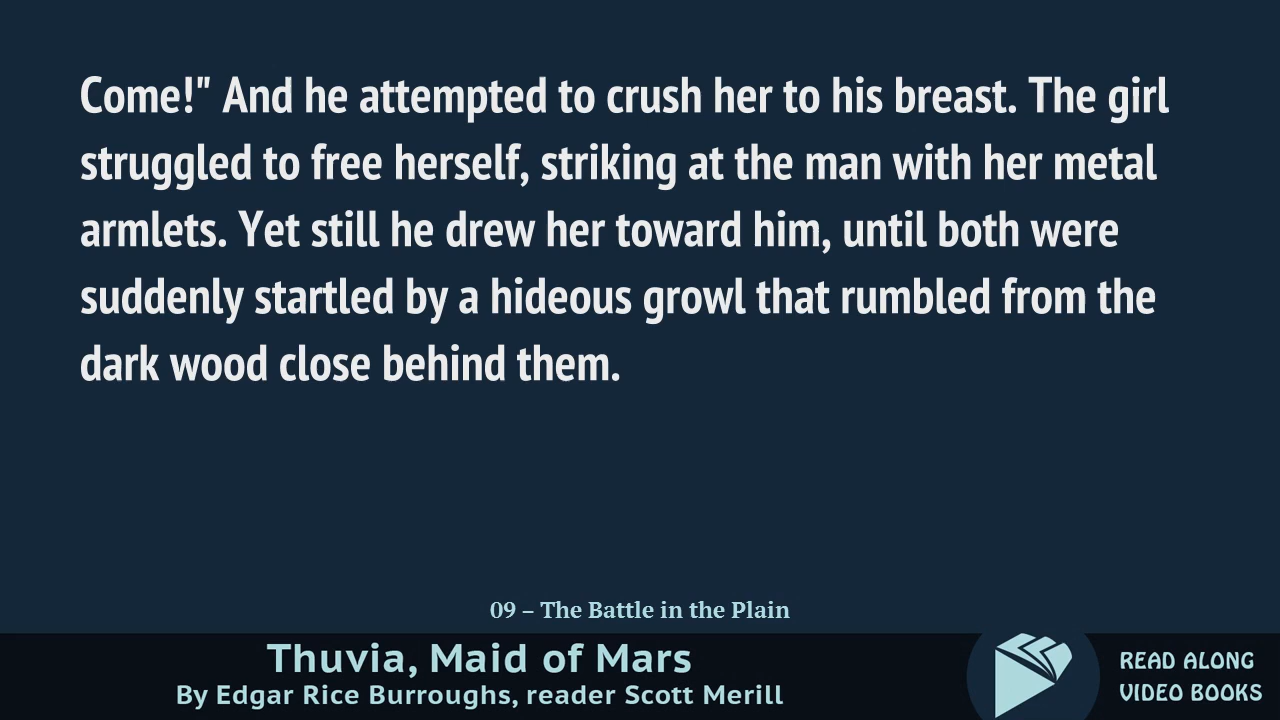 Come!" And he attempted to crush her to his breast. The girl
struggled to free herself, striking at the man with her metal
armlets. Yet still he drew her toward him, until both were
suddenly startled by a hideous growl that rumbled from the
dark wood close behind them.
09 – The Battle in the Plain
Thuvia, Maid of Mars
By Edgar Rice Burroughs, reader Scott Merill
READ ALONG
VIDEO BOOKS